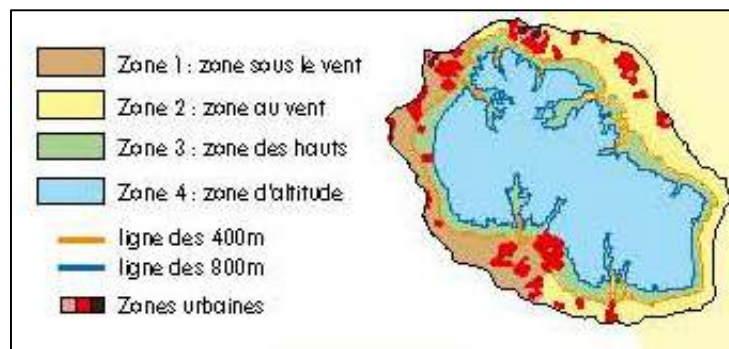 Zone 1 : zone sous le vent
Zone 2 : zone au vent
Zone 3 : zone des hauts
Zone 4 : zone d'altitude
ligne des 400m
ligne des 800m
Zones urbaines